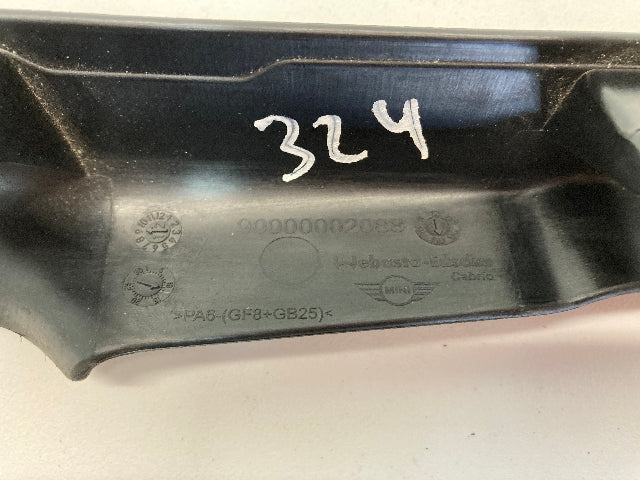 324
90000002088
Webasto-Edscha
Cabrio
MINI
>PA6-(GF8+GB25)<